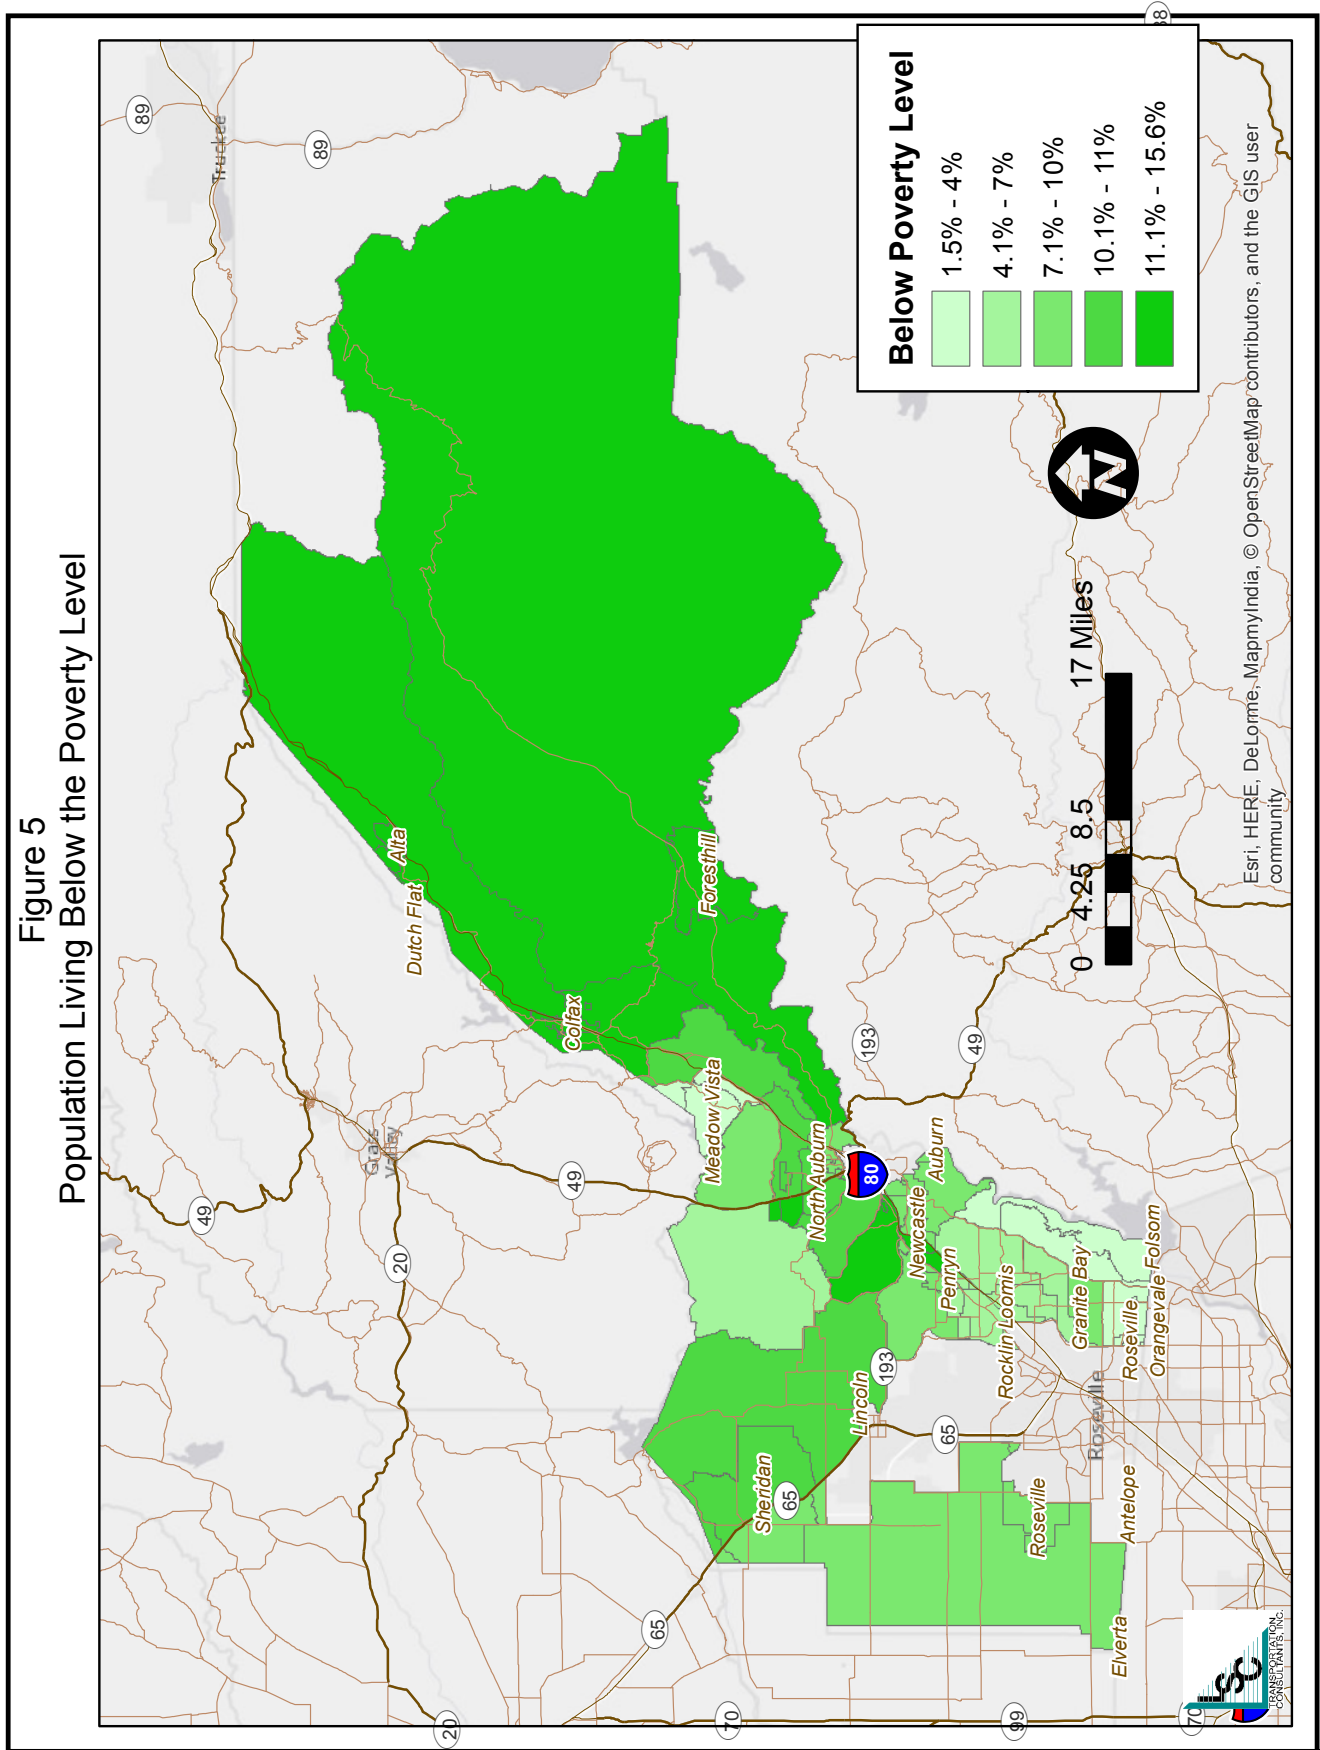 Figure 5
Population Living Below the Poverty Level
89
Truckee
89
49
20
Grass
Valley
49
20
Alta
Dutch Flat
Colfax
Foresthill
Meadow Vista
North Auburn
80
Auburn
Newcastle
Penryn
Loomis
Rocklin
Granite Bay
Folsom
Orangevale
Roseville
Roseville
Lincoln
193
193
49
65
Sheridan
65
65
Roseville
Antelope
Elverta
70
99
70
88
Below Poverty Level
1.5% - 4%
4.1% - 7%
7.1% - 10%
10.1% - 11%
11.1% - 15.6%
N
0 4.25 8.5 17 Miles
Esri, HERE, DeLorme, MapmyIndia, © OpenStreetMap contributors, and the GIS user
community
LSC
TRANSPORTATION
CONSULTANTS, INC.